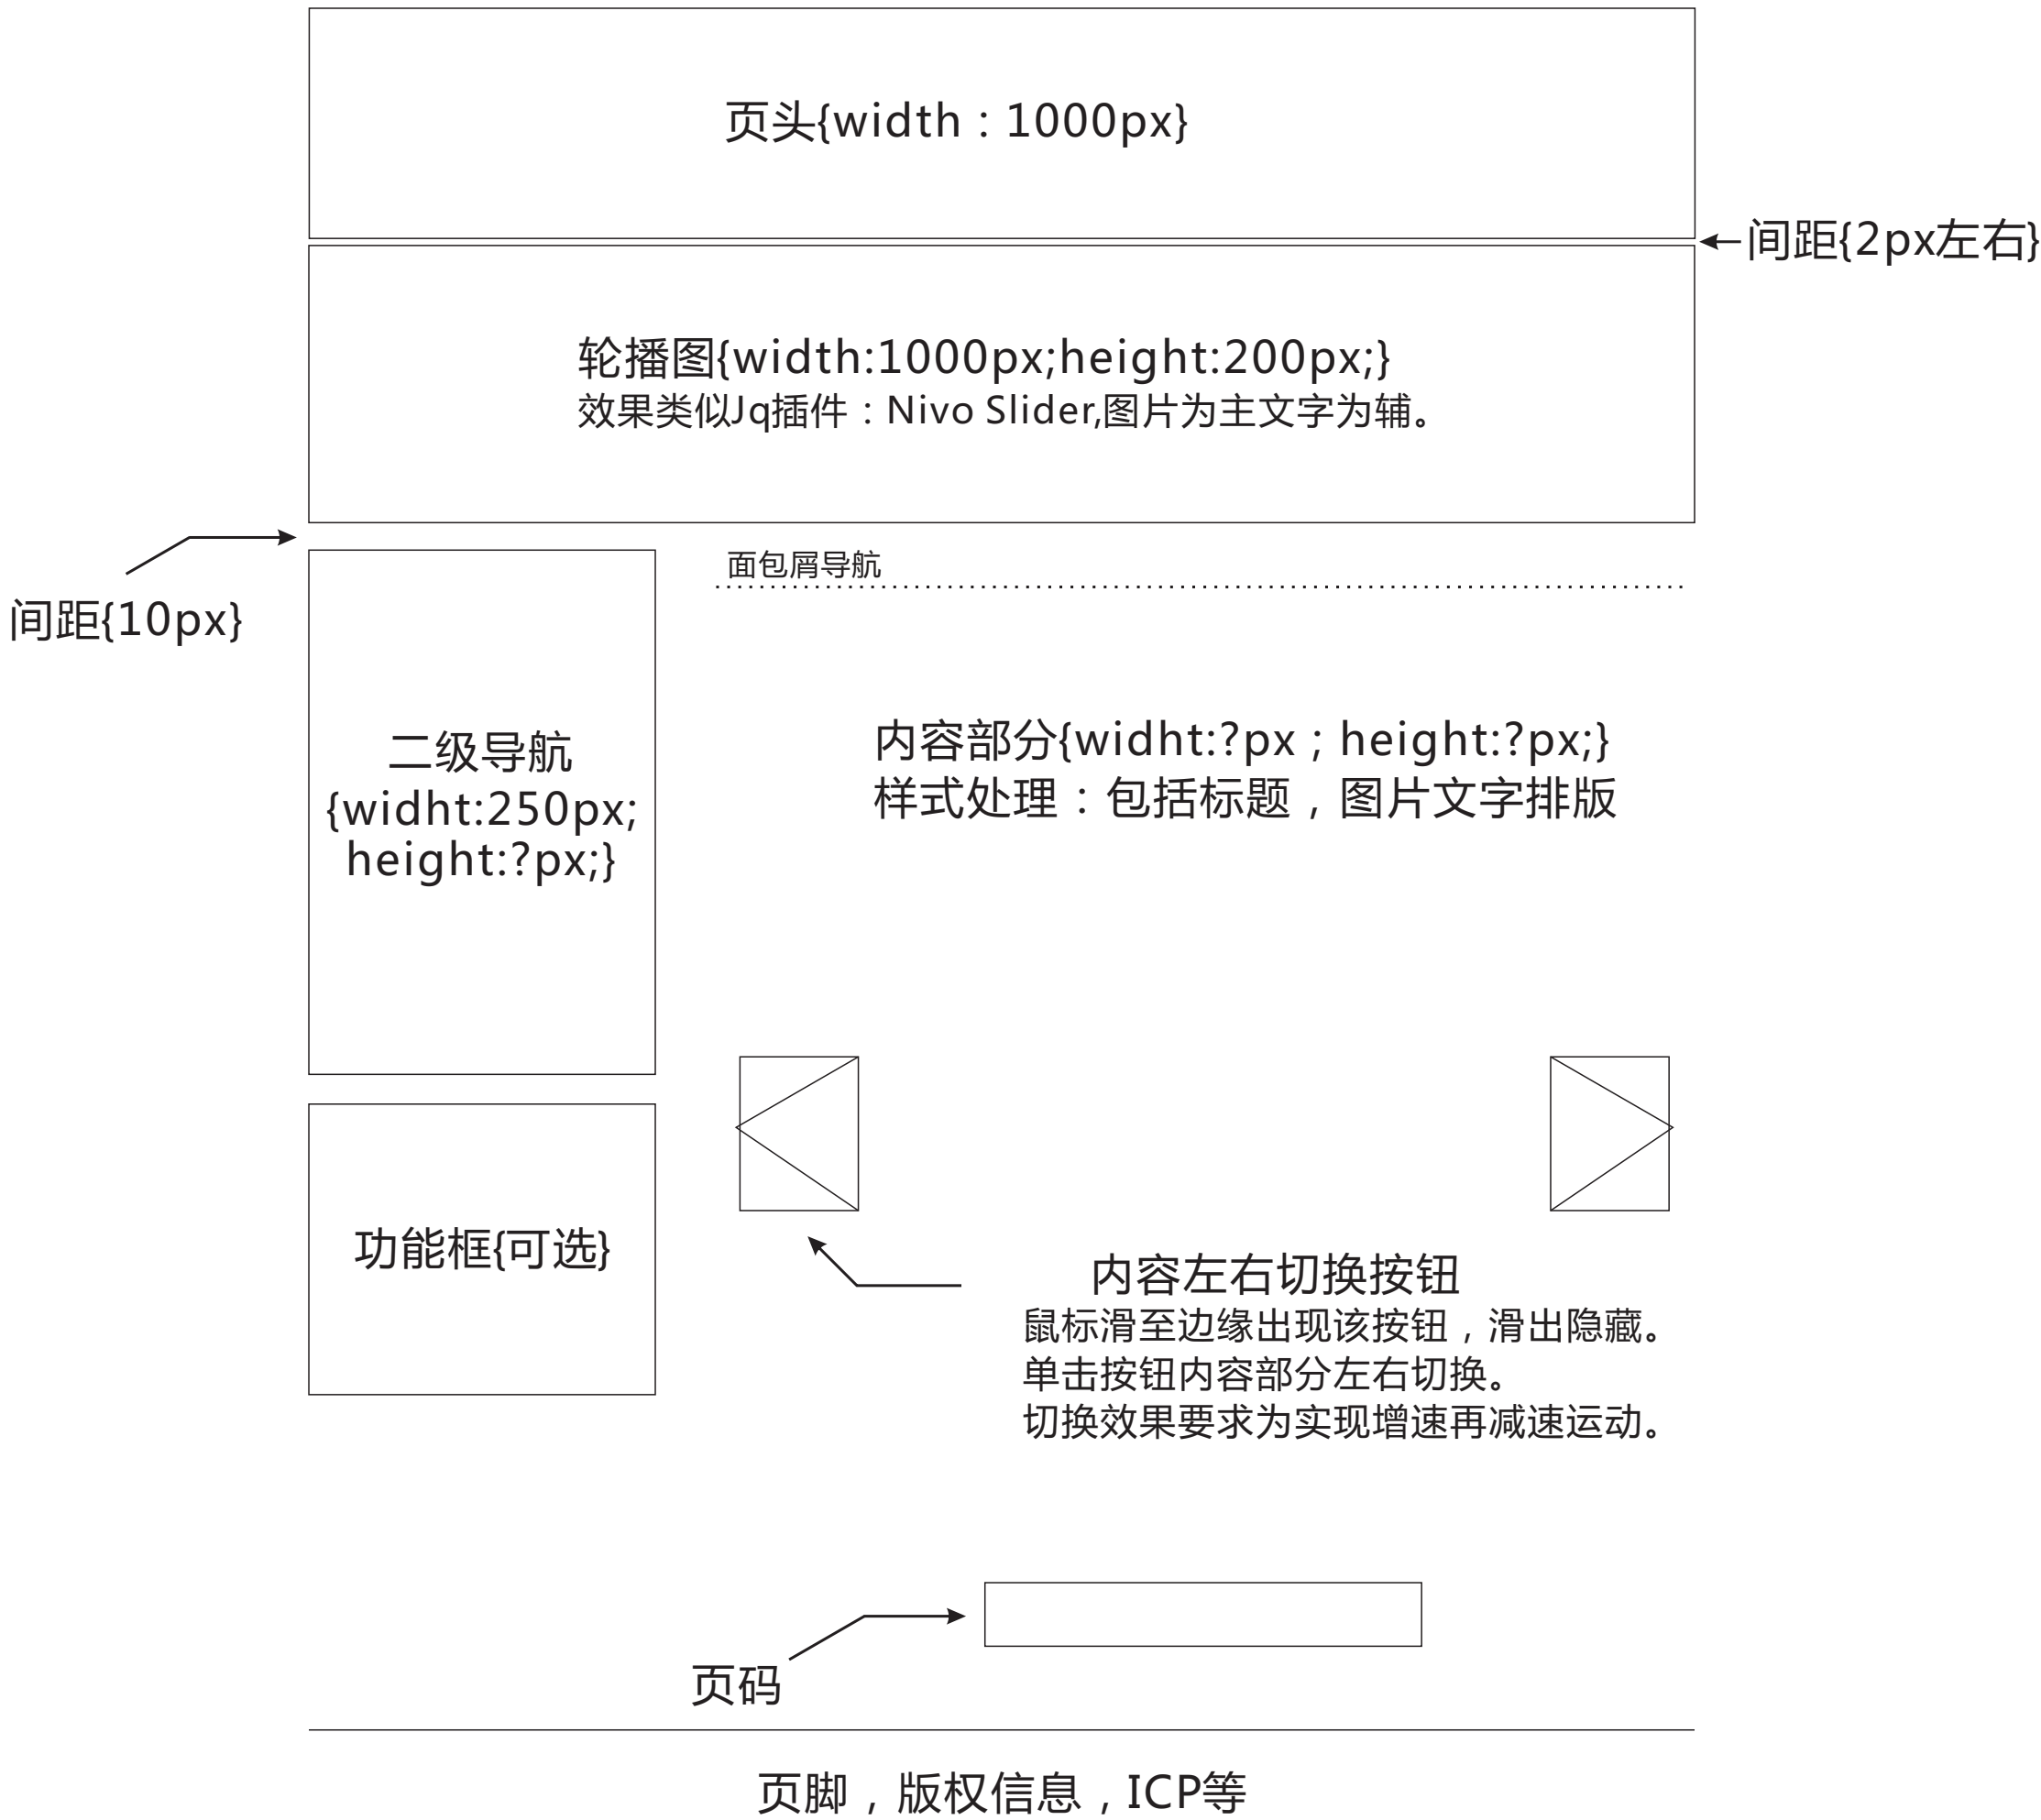 页头{width：1000px}
间距{2px左右}
轮播图{width:1000px;height:200px;}
效果类似Jq插件：Nivo Slider,图片为主文字为辅。
间距{10px}
面包屑导航
二级导航
{widht:250px;
height:?px;}
内容部分{widht:?px；height:?px;}
样式处理：包括标题，图片文字排版
功能框{可选}
内容左右切换按钮
鼠标滑至边缘出现该按钮，滑出隐藏。
单击按钮内容部分左右切换。
切换效果要求为实现增速再减速运动。
页码
页脚，版权信息，ICP等